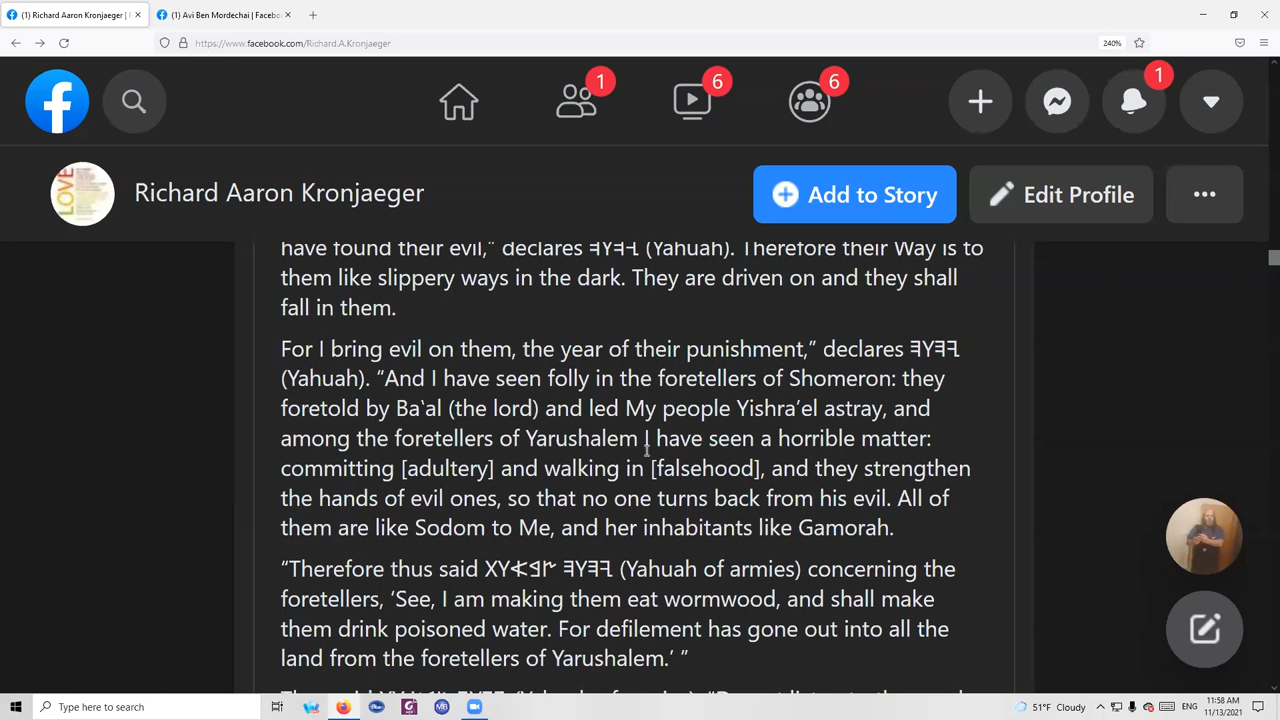 (1) Richard Aaron Kronjaeger | F
(1) Avi Ben Mordechai | Facebo
https://www.facebook.com/Richard.A.Kronjaeger
240%
1
6
6
1
Richard Aaron Kronjaeger
Add to Story
Edit Profile
have found their evil,” declares 𐤉𐤄𐤅𐤄 (Yahuah). Therefore their Way is to
them like slippery ways in the dark. They are driven on and they shall
fall in them.
For I bring evil on them, the year of their punishment,” declares 𐤉𐤄𐤅𐤄
(Yahuah). “And I have seen folly in the foretellers of Shomeron: they
foretold by Ba‛al (the lord) and led My people Yishra’el astray, and
among the foretellers of Yarushalem I have seen a horrible matter:
committing [adultery] and walking in [falsehood], and they strengthen
the hands of evil ones, so that no one turns back from his evil. All of
them are like Sodom to Me, and her inhabitants like Gamorah.
“Therefore thus said 𐤉𐤄𐤅𐤄 𐤑𐤁𐤀𐤅𐤕 (Yahuah of armies) concerning the
foretellers, ‘See, I am making them eat wormwood, and shall make
them drink poisoned water. For defilement has gone out into all the
land from the foretellers of Yarushalem.’ ”
LOVE
Type here to search
51°F Cloudy
ENG
11:58 AM
11/13/2021